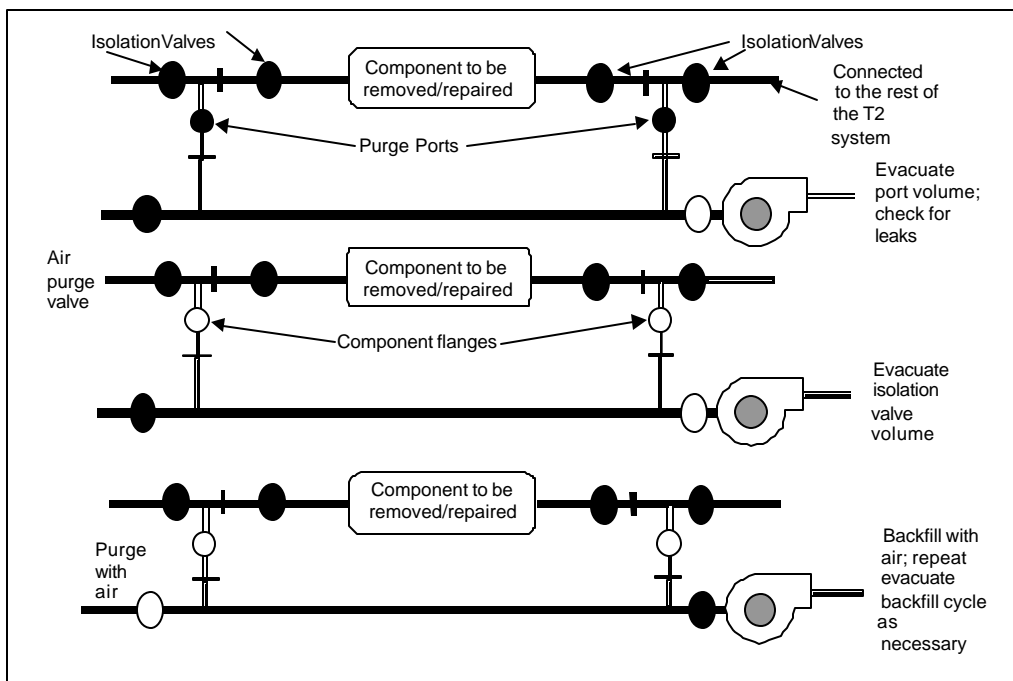 IsolationValves
IsolationValves
Component to be
removed/repaired
Connected
to the rest of
the T2
system
Purge Ports
Evacuate
port volume;
check for
leaks
Air
purge
valve
Component to be
removed/repaired
Component flanges
Evacuate
isolation
valve
volume
Component to be
removed/repaired
Purge
with
air
Backfill with
air; repeat
evacuate
backfill cycle
as
necessary